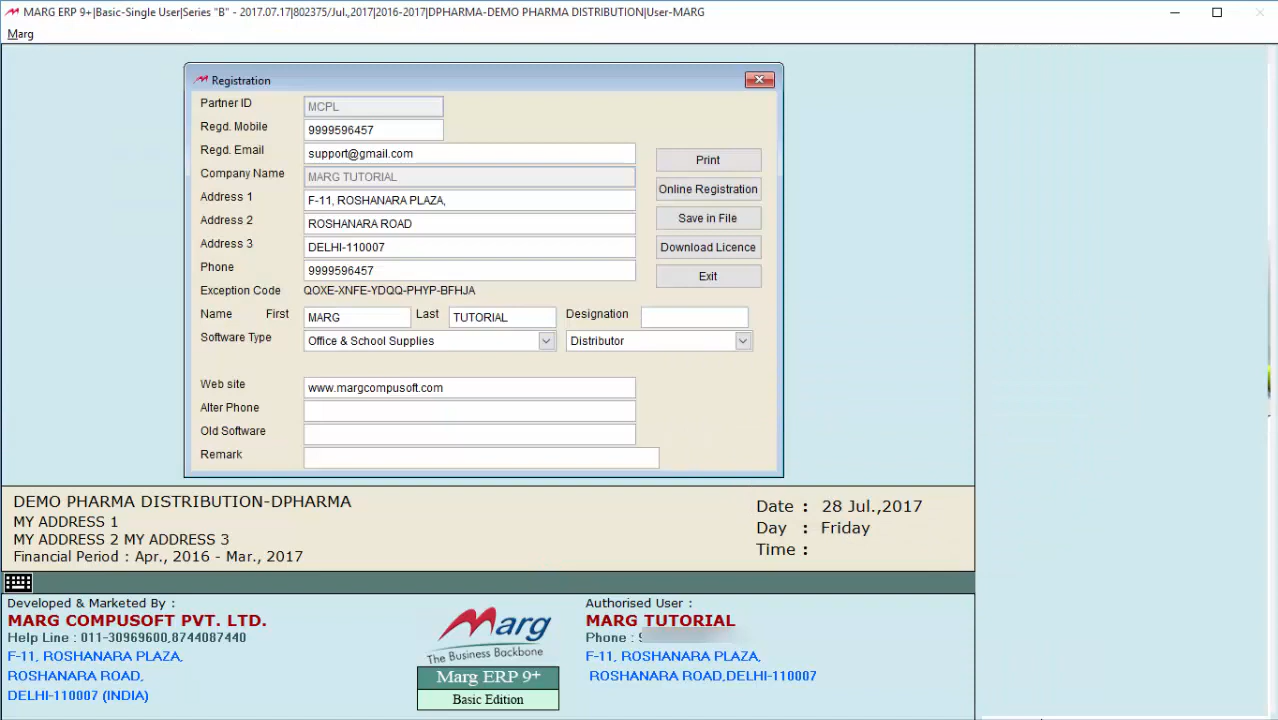 MARG ERP 9+|Basic-Single User|Series "B" - 2017.07.17|802375/Jul.,2017|2016-2017|DPHARMA-DEMO PHARMA DISTRIBUTION|User-MARG
Marg
Registration
Partner ID MCPL
Regd. Mobile 9999596457
Regd. Email support@gmail.com
Company Name MARG TUTORIAL
Address 1 F-11, ROSHANARA PLAZA,
Address 2 ROSHANARA ROAD
Address 3 DELHI-110007
Phone 9999596457
Exception Code QOXE-XNFE-YDQQ-PHYP-BFHJA
Name First MARG Last TUTORIAL Designation
Software Type Office & School Supplies Distributor
Web site www.margcompusoft.com
Alter Phone
Old Software
Remark
Print
Online Registration
Save in File
Download Licence
Exit
DEMO PHARMA DISTRIBUTION-DPHARMA
MY ADDRESS 1
MY ADDRESS 2 MY ADDRESS 3
Financial Period : Apr., 2016 - Mar., 2017
Date : 28 Jul.,2017
Day : Friday
Time :
Developed & Marketed By :
MARG COMPUSOFT PVT. LTD.
Help Line : 011-30969600,8744087440
F-11, ROSHANARA PLAZA,
ROSHANARA ROAD,
DELHI-110007 (INDIA)
Marg
The Business Backbone
Marg ERP 9+
Basic Edition
Authorised User :
MARG TUTORIAL
Phone :
F-11, ROSHANARA PLAZA,
ROSHANARA ROAD,DELHI-110007